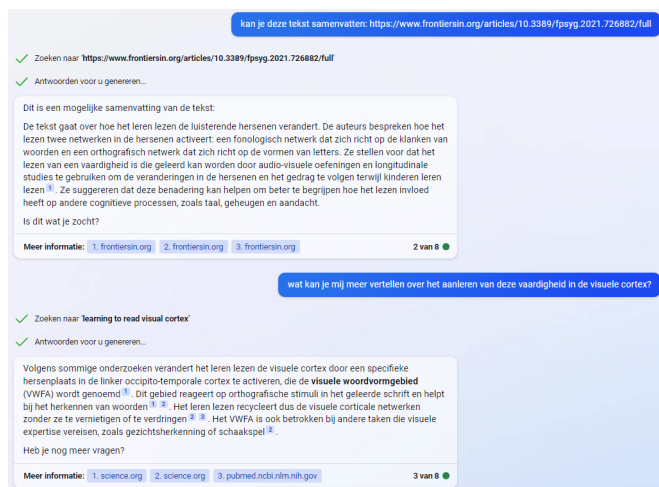 kan je deze tekst samenvatten: https://www.frontiersin.org/articles/10.3389/fpsyg.2021.726882/full
Zoeken naar 'https://www.frontiersin.org/articles/10.3389/fpsyg.2021.726882/full'
Antwoorden voor u genereren...
Dit is een mogelijke samenvatting van de tekst:
De tekst gaat over hoe het leren lezen de luisterende hersenen verandert. De auteurs bespreken hoe het
lezen twee netwerken in de hersenen activeert: een fonologisch netwerk dat zich richt op de klanken van
woorden en een orthografisch netwerk dat zich richt op de vormen van letters. Ze stellen voor dat het
lezen van een vaardigheid is die geleerd kan worden door audio-visuele oefeningen en longitudinale
studies te gebruiken om de veranderingen in de hersenen en het gedrag te volgen terwijl kinderen leren
lezen 1 . Ze suggereren dat deze benadering kan helpen om beter te begrijpen hoe het lezen invloed
heeft op andere cognitieve processen, zoals taal, geheugen en aandacht.
Is dit wat je zocht?
Meer informatie: 1. frontiersin.org 2. frontiersin.org 3. frontiersin.org 2 van 8
wat kan je mij meer vertellen over het aanleren van deze vaardigheid in de visuele cortex?
Zoeken naar 'learning to read visual cortex'
Antwoorden voor u genereren...
Volgens sommige onderzoeken verandert het leren lezen de visuele cortex door een specifieke
hersenplaats in de linker occipito-temporale cortex te activeren, die de visuele woordvormgebied
(VWFA) wordt genoemd 1 . Dit gebied reageert op orthografische stimuli in het geleerde schrift en helpt
bij het herkennen van woorden 1 2 . Het leren lezen recycleert dus de visuele corticale netwerken
zonder ze te vernietigen of te verdringen 2 3 . Het VWFA is ook betrokken bij andere taken die visuele
expertise vereisen, zoals gezichtsherkenning of schaakspel 2 .
Heb je nog meer vragen?
Meer informatie: 1. science.org 2. science.org 3. pubmed.ncbi.nlm.nih.gov 3 van 8